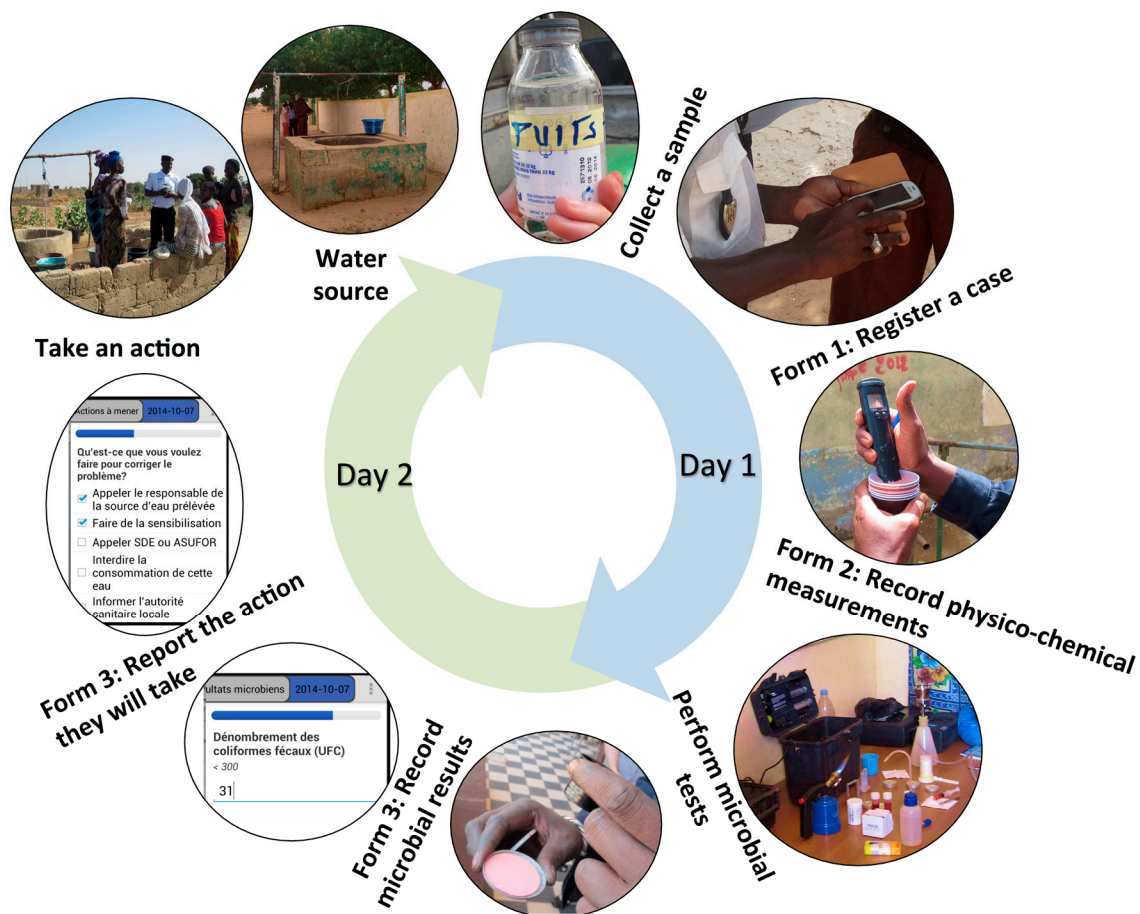 PUITS
Collect a sample
Water
source
Form 1: Register a case
Take an action
Day 2
Day 1
Actions à mener
2014-10-07
Qu'est-ce que vous voulez
faire pour corriger le
problème?
Appeler le responsable de
la source d'eau prélévée
Faire de la sensibilisation
Appeler SDE ou ASUFOR
Interdire la
consommation de cette
eau
Informer l'autorité
sanitaire locale
Form 2: Record physico-chemical
measurements
Form 3: Report the action
they will take
ultats microbiens
2014-10-07
Dénombrement des
coliformes fécaux (UFC)
< 300
31
Form 3: Record
microbial results
Perform microbial
tests